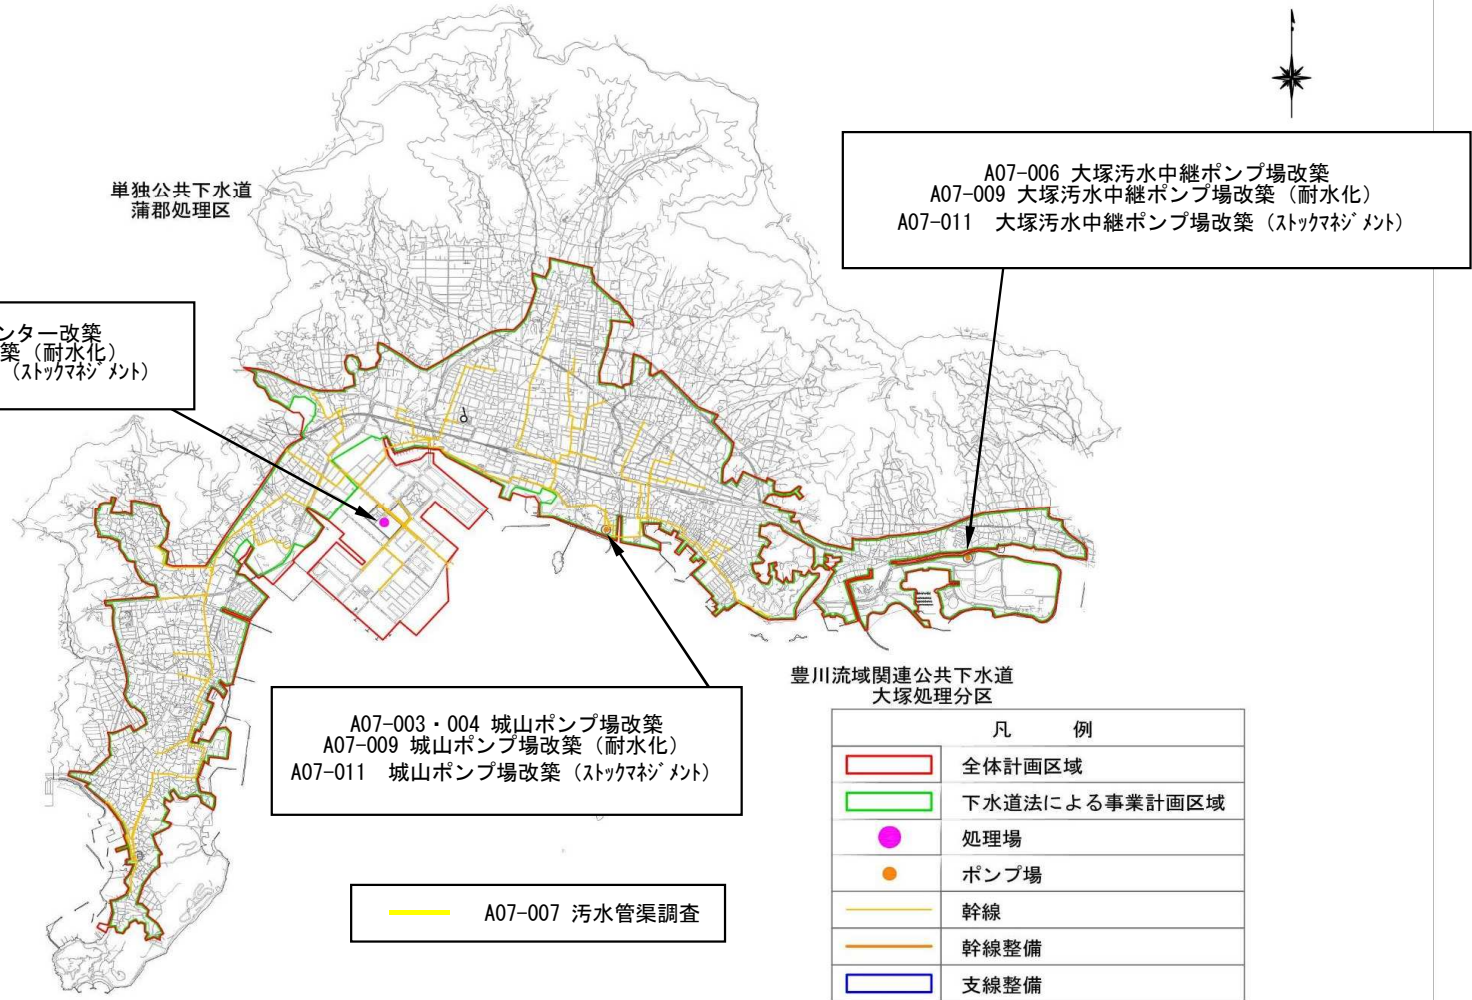 単独公共下水道
蒲郡処理区
A07-006 大塚汚水中継ポンプ場改築
A07-009 大塚汚水中継ポンプ場改築（耐水化）
A07-011　大塚汚水中継ポンプ場改築（ｽﾄｯｸﾏﾈｼﾞﾒﾝﾄ）
ンター改築
築（耐水化）
（ｽﾄｯｸﾏﾈｼﾞﾒﾝﾄ）
A07-003・004 城山ポンプ場改築
A07-009 城山ポンプ場改築（耐水化）
A07-011　城山ポンプ場改築（ｽﾄｯｸﾏﾈｼﾞﾒﾝﾄ）
豊川流域関連公共下水道
大塚処理分区
凡　例
全体計画区域
下水道法による事業計画区域
処理場
ポンプ場
幹線
幹線整備
支線整備
A07-007 汚水管渠調査